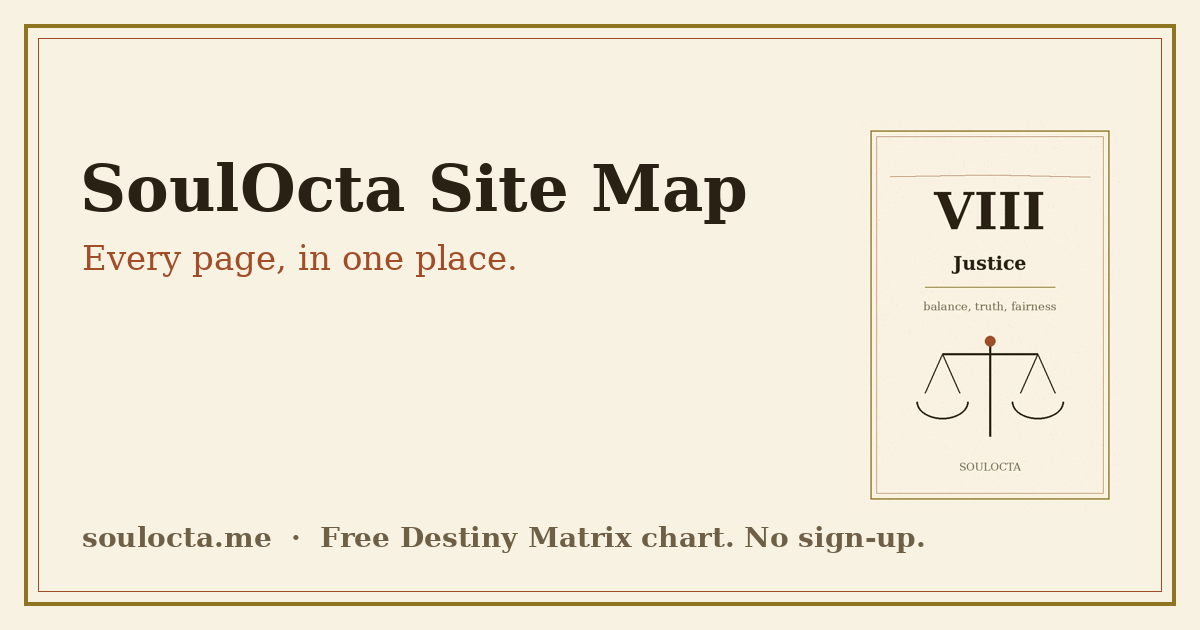 SoulOcta Site Map
Every page, in one place.
VIII
Justice
balance, truth, fairness
SOULOCTA
soulocta.me · Free Destiny Matrix chart. No sign-up.